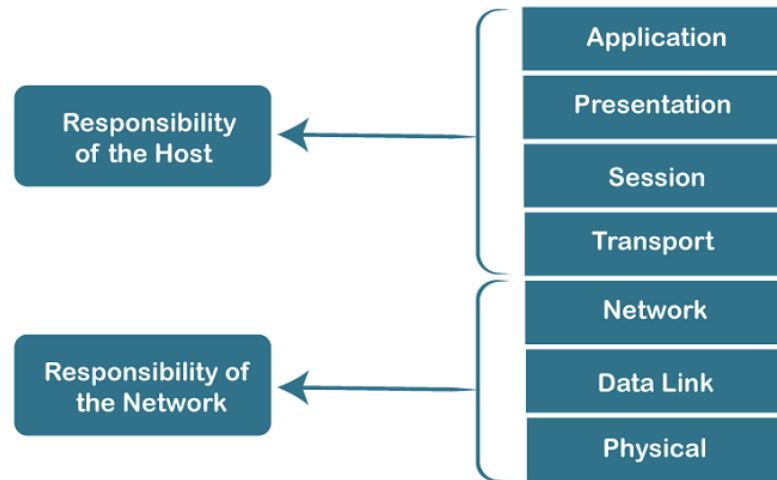 Responsibility
of the Host
Responsibility of
the Network
Application
Presentation
Session
Transport
Network
Data Link
Physical